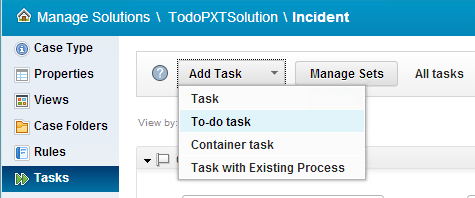 Manage Solutions \ TodoPXTSolution \ Incident
Case Type
Properties
Views
Case Folders
Rules
Tasks
? Add Task Manage Sets All tasks
Task
To-do task
Container task
Task with Existing Process
View by: